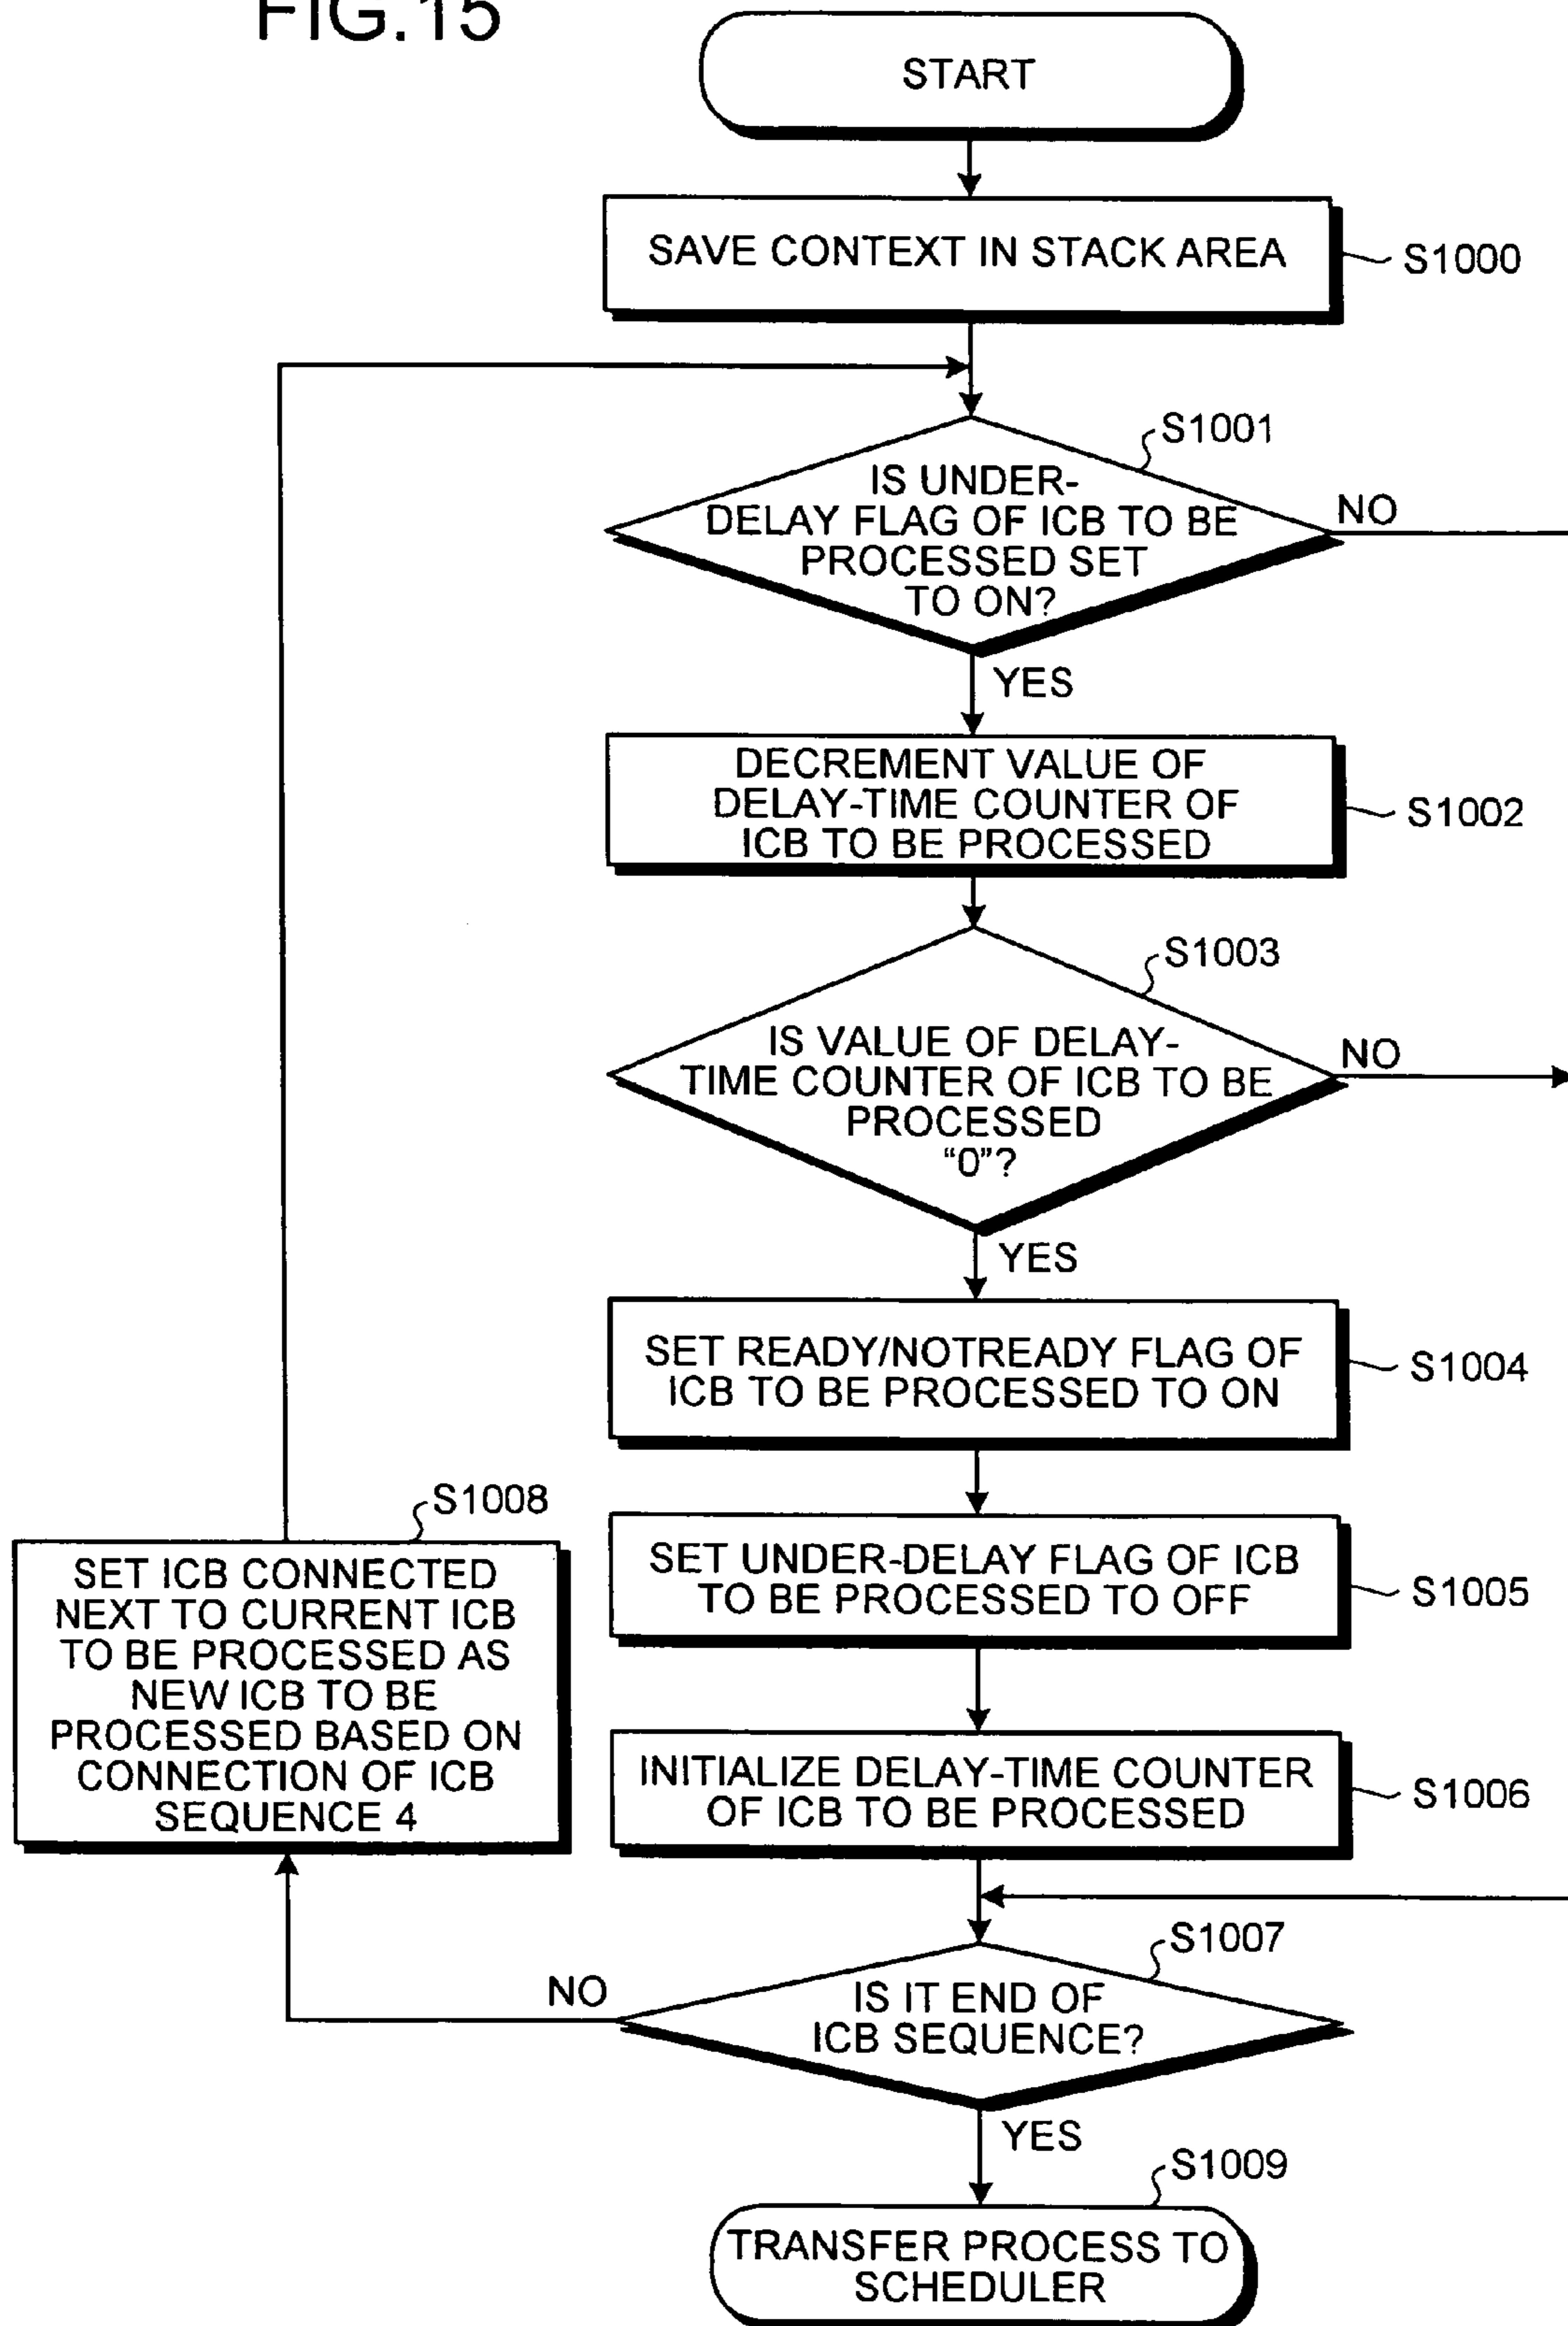 FIG.15
START
SAVE CONTEXT IN STACK AREA
S1000
S1001
IS UNDER-
DELAY FLAG OF ICB TO BE
PROCESSED SET
TO ON?
NO
YES
DECREMENT VALUE OF
DELAY-TIME COUNTER OF
ICB TO BE PROCESSED
S1002
S1003
IS VALUE OF DELAY-
TIME COUNTER OF ICB TO BE
PROCESSED
“0”?
NO
YES
SET READY/NOTREADY FLAG OF
ICB TO BE PROCESSED TO ON
S1004
S1008
SET ICB CONNECTED
NEXT TO CURRENT ICB
TO BE PROCESSED AS
NEW ICB TO BE
PROCESSED BASED ON
CONNECTION OF ICB
SEQUENCE 4
SET UNDER-DELAY FLAG OF ICB
TO BE PROCESSED TO OFF
S1005
INITIALIZE DELAY-TIME COUNTER
OF ICB TO BE PROCESSED
S1006
S1007
IS IT END OF
ICB SEQUENCE?
NO
YES
S1009
TRANSFER PROCESS TO
SCHEDULER